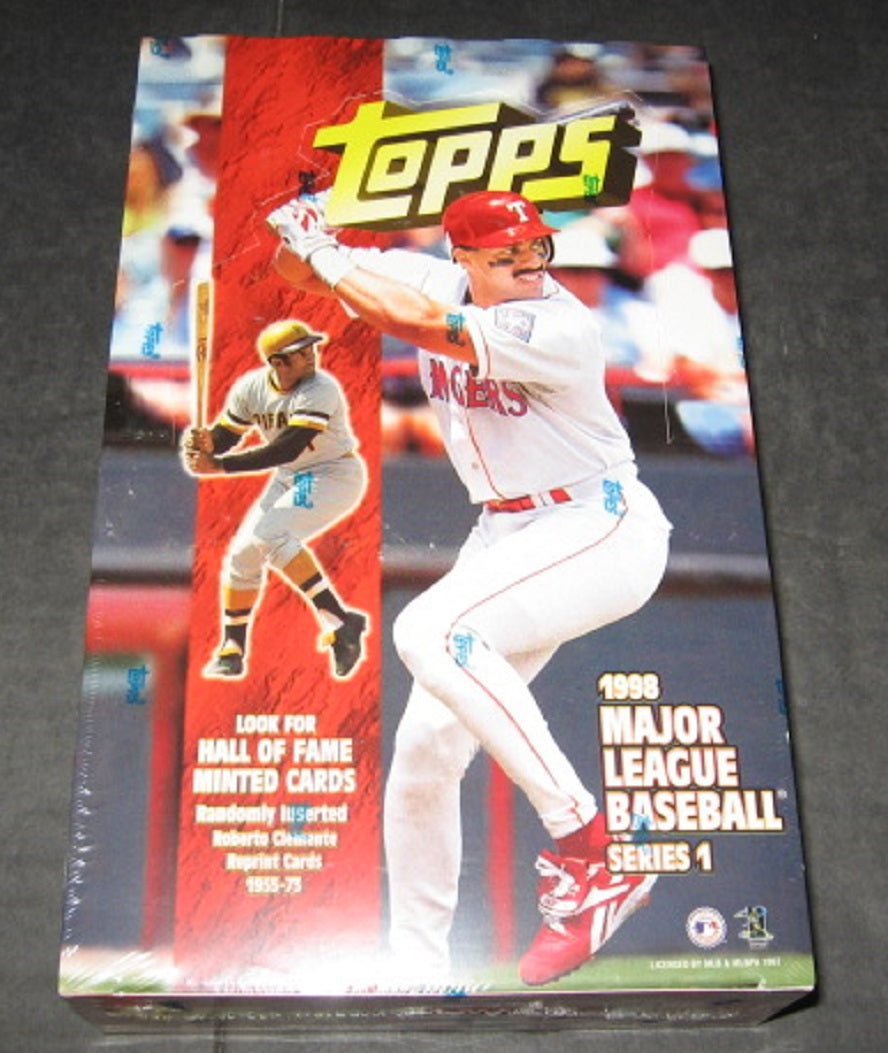 topps
T
RANGERS
LOOK FOR
HALL OF FAME
MINTED CARDS
Randomly Inserted
Roberto Clemente
Reprint Cards
1955-73
1998
MAJOR
LEAGUE
BASEBALL®
SERIES 1